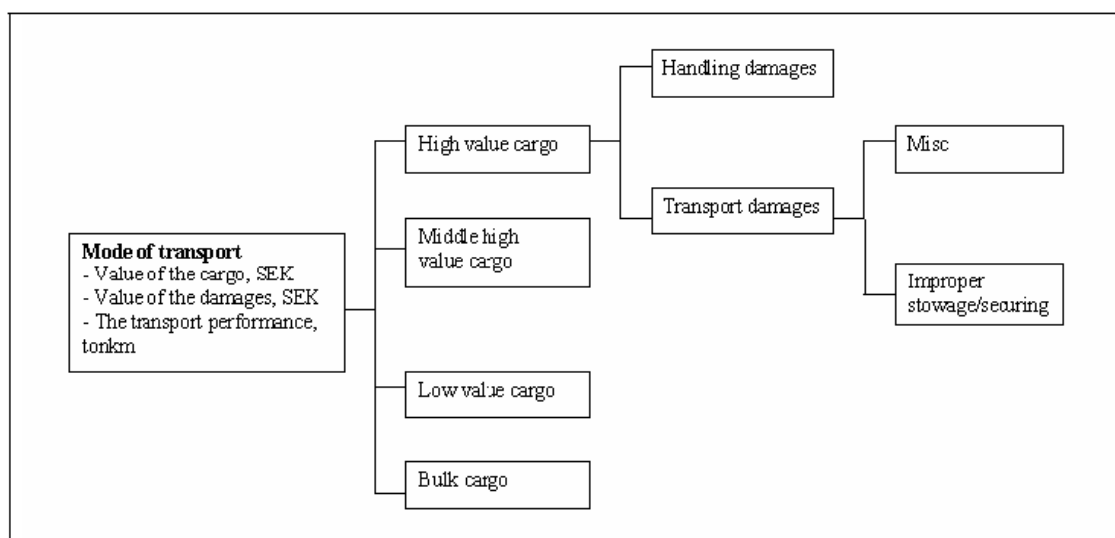 Mode of transport
- Value of the cargo, SEK
- Value of the damages, SEK
- The transport performance,
tonkm
High value cargo
Middle high
value cargo
Low value cargo
Bulk cargo
Handling damages
Transport damages
Misc
Improper
stowage/securing